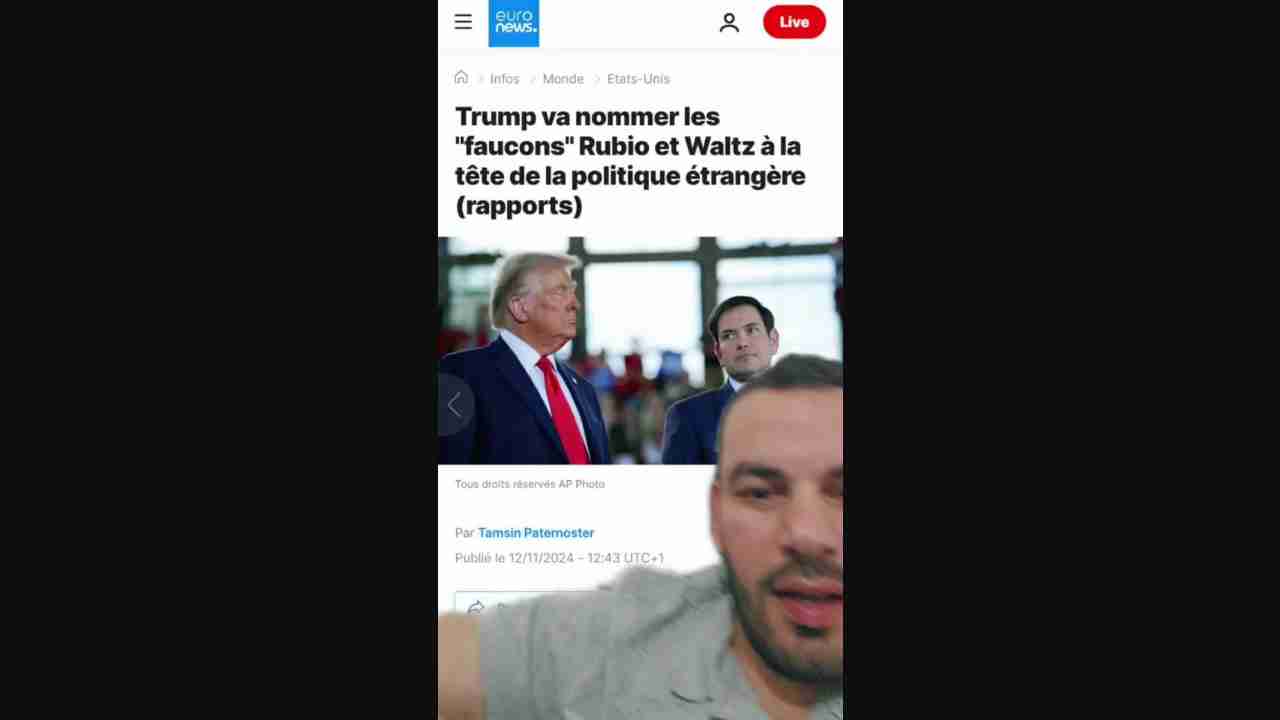 euro
news.
Live
Infos > Monde > Etats-Unis
Trump va nommer les
"faucons" Rubio et Waltz à la
tête de la politique étrangère
(rapports)
Tous droits réservés AP Photo
Par Tamsin Paternoster
Publié le 12/11/2024 - 12:43 UTC+1